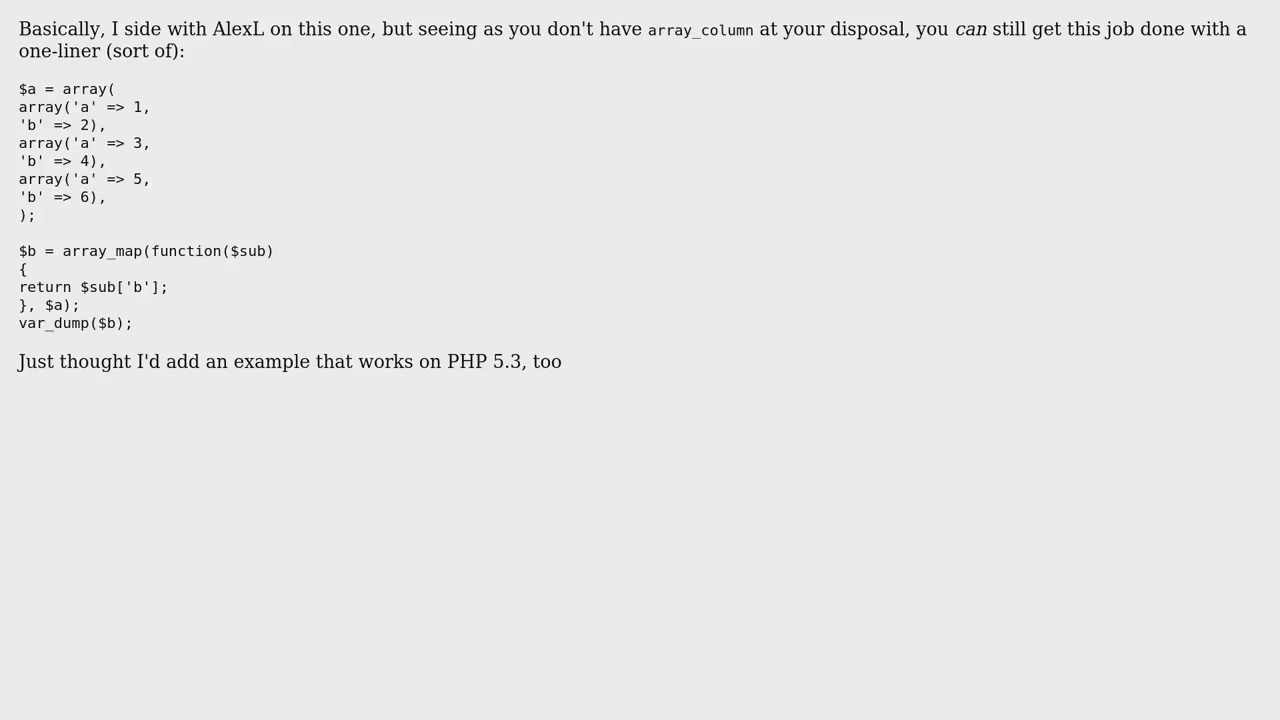 Basically, I side with AlexL on this one, but seeing as you don't have array_column at your disposal, you can still get this job done with a
one-liner (sort of):
$a = array(
array('a' => 1,
'b' => 2),
array('a' => 3,
'b' => 4),
array('a' => 5,
'b' => 6),
);
$b = array_map(function($sub)
{
return $sub['b'];
}, $a);
var_dump($b);
Just thought I'd add an example that works on PHP 5.3, too